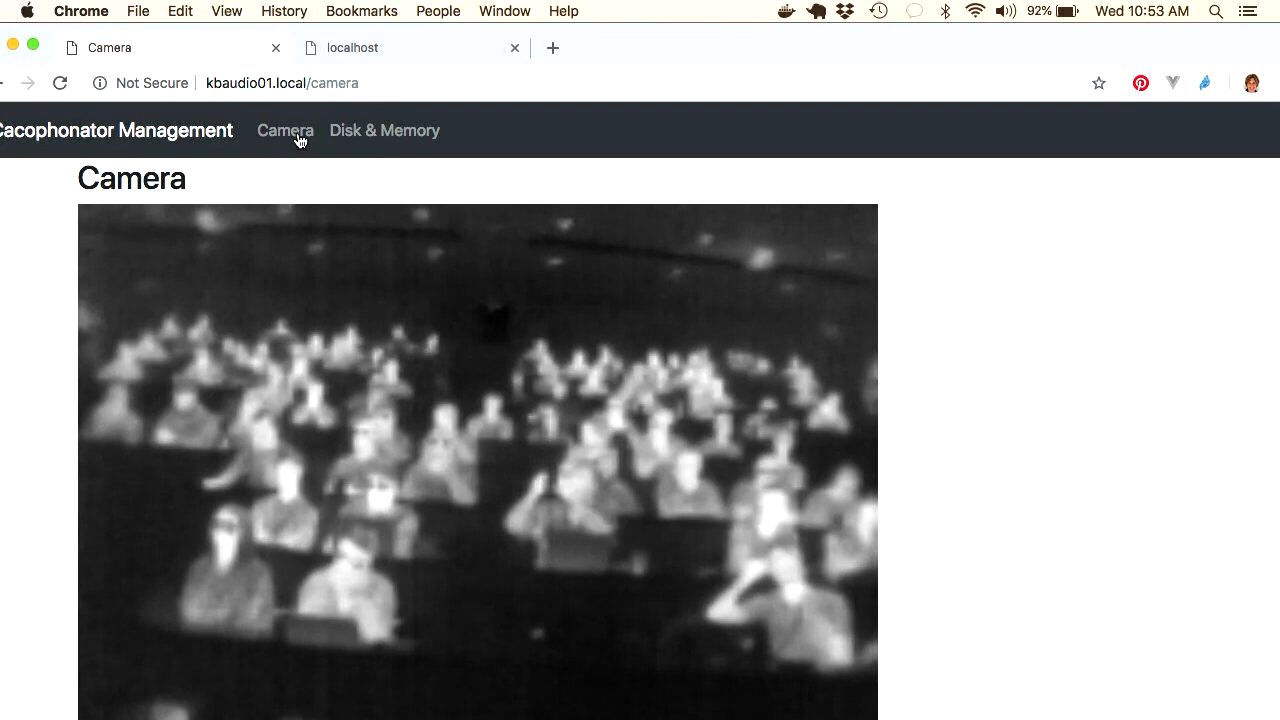 Chrome File Edit View History Bookmarks People Window Help 92% Wed 10:53 AM
Camera localhost
Not Secure kbaudio01.local/camera
Cacophonator Management Camera Disk & Memory
Camera